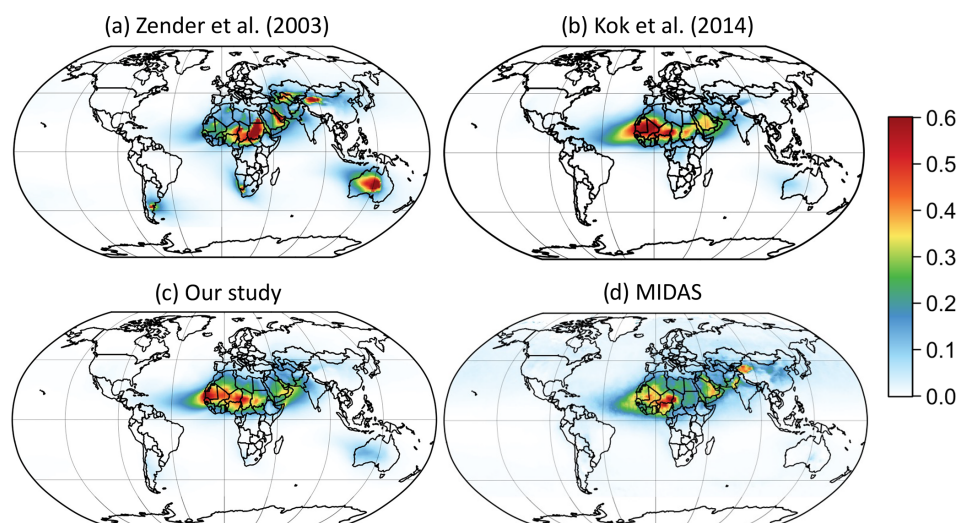 (a) Zender et al. (2003)
(b) Kok et al. (2014)
0.6
0.5
0.4
0.3
0.2
0.1
0.0
(c) Our study
(d) MIDAS